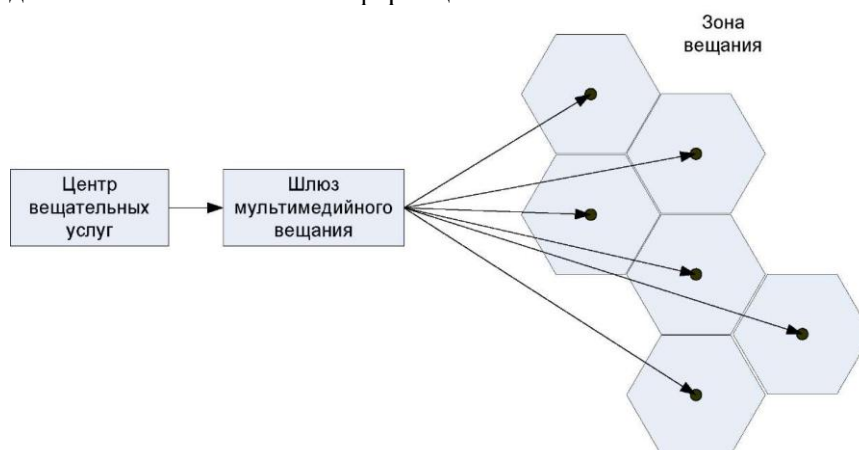 Зона
вещания
Центр
вещательных
услуг
Шлюз
мультимедийного
вещания